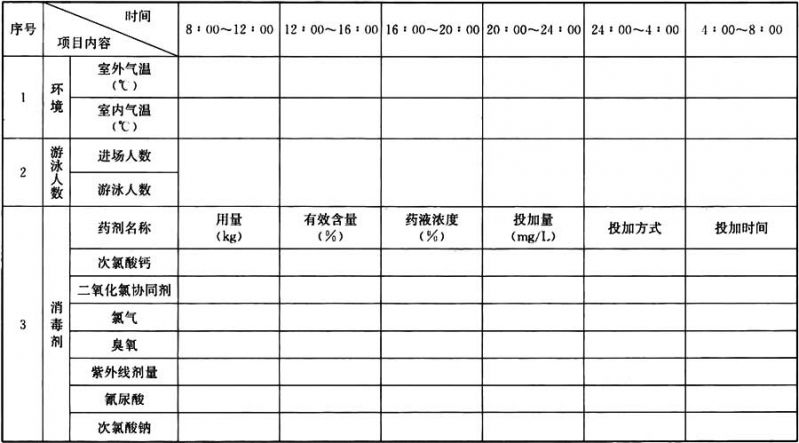 序号
时间
项目内容
8：00～12：00
12：00～16：00
16：00～20：00
20：00～24：00
24：00～4：00
4：00～8：00
1
环境
室外气温
（℃）
室内气温
（℃）
2
游泳人数
进场人数
游泳人数
3
消毒剂
药剂名称
用量
（kg）
有效含量
（%）
药液浓度
（%）
投加量
（mg/L）
投加方式
投加时间
次氯酸钙
二氧化氯协同剂
氯气
臭氧
紫外线剂量
氰尿酸
次氯酸钠